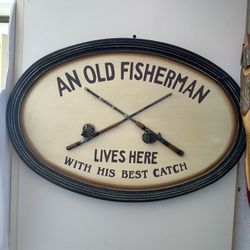 AN OLD FISHERMAN
LIVES HERE
WITH HIS BEST CATCH